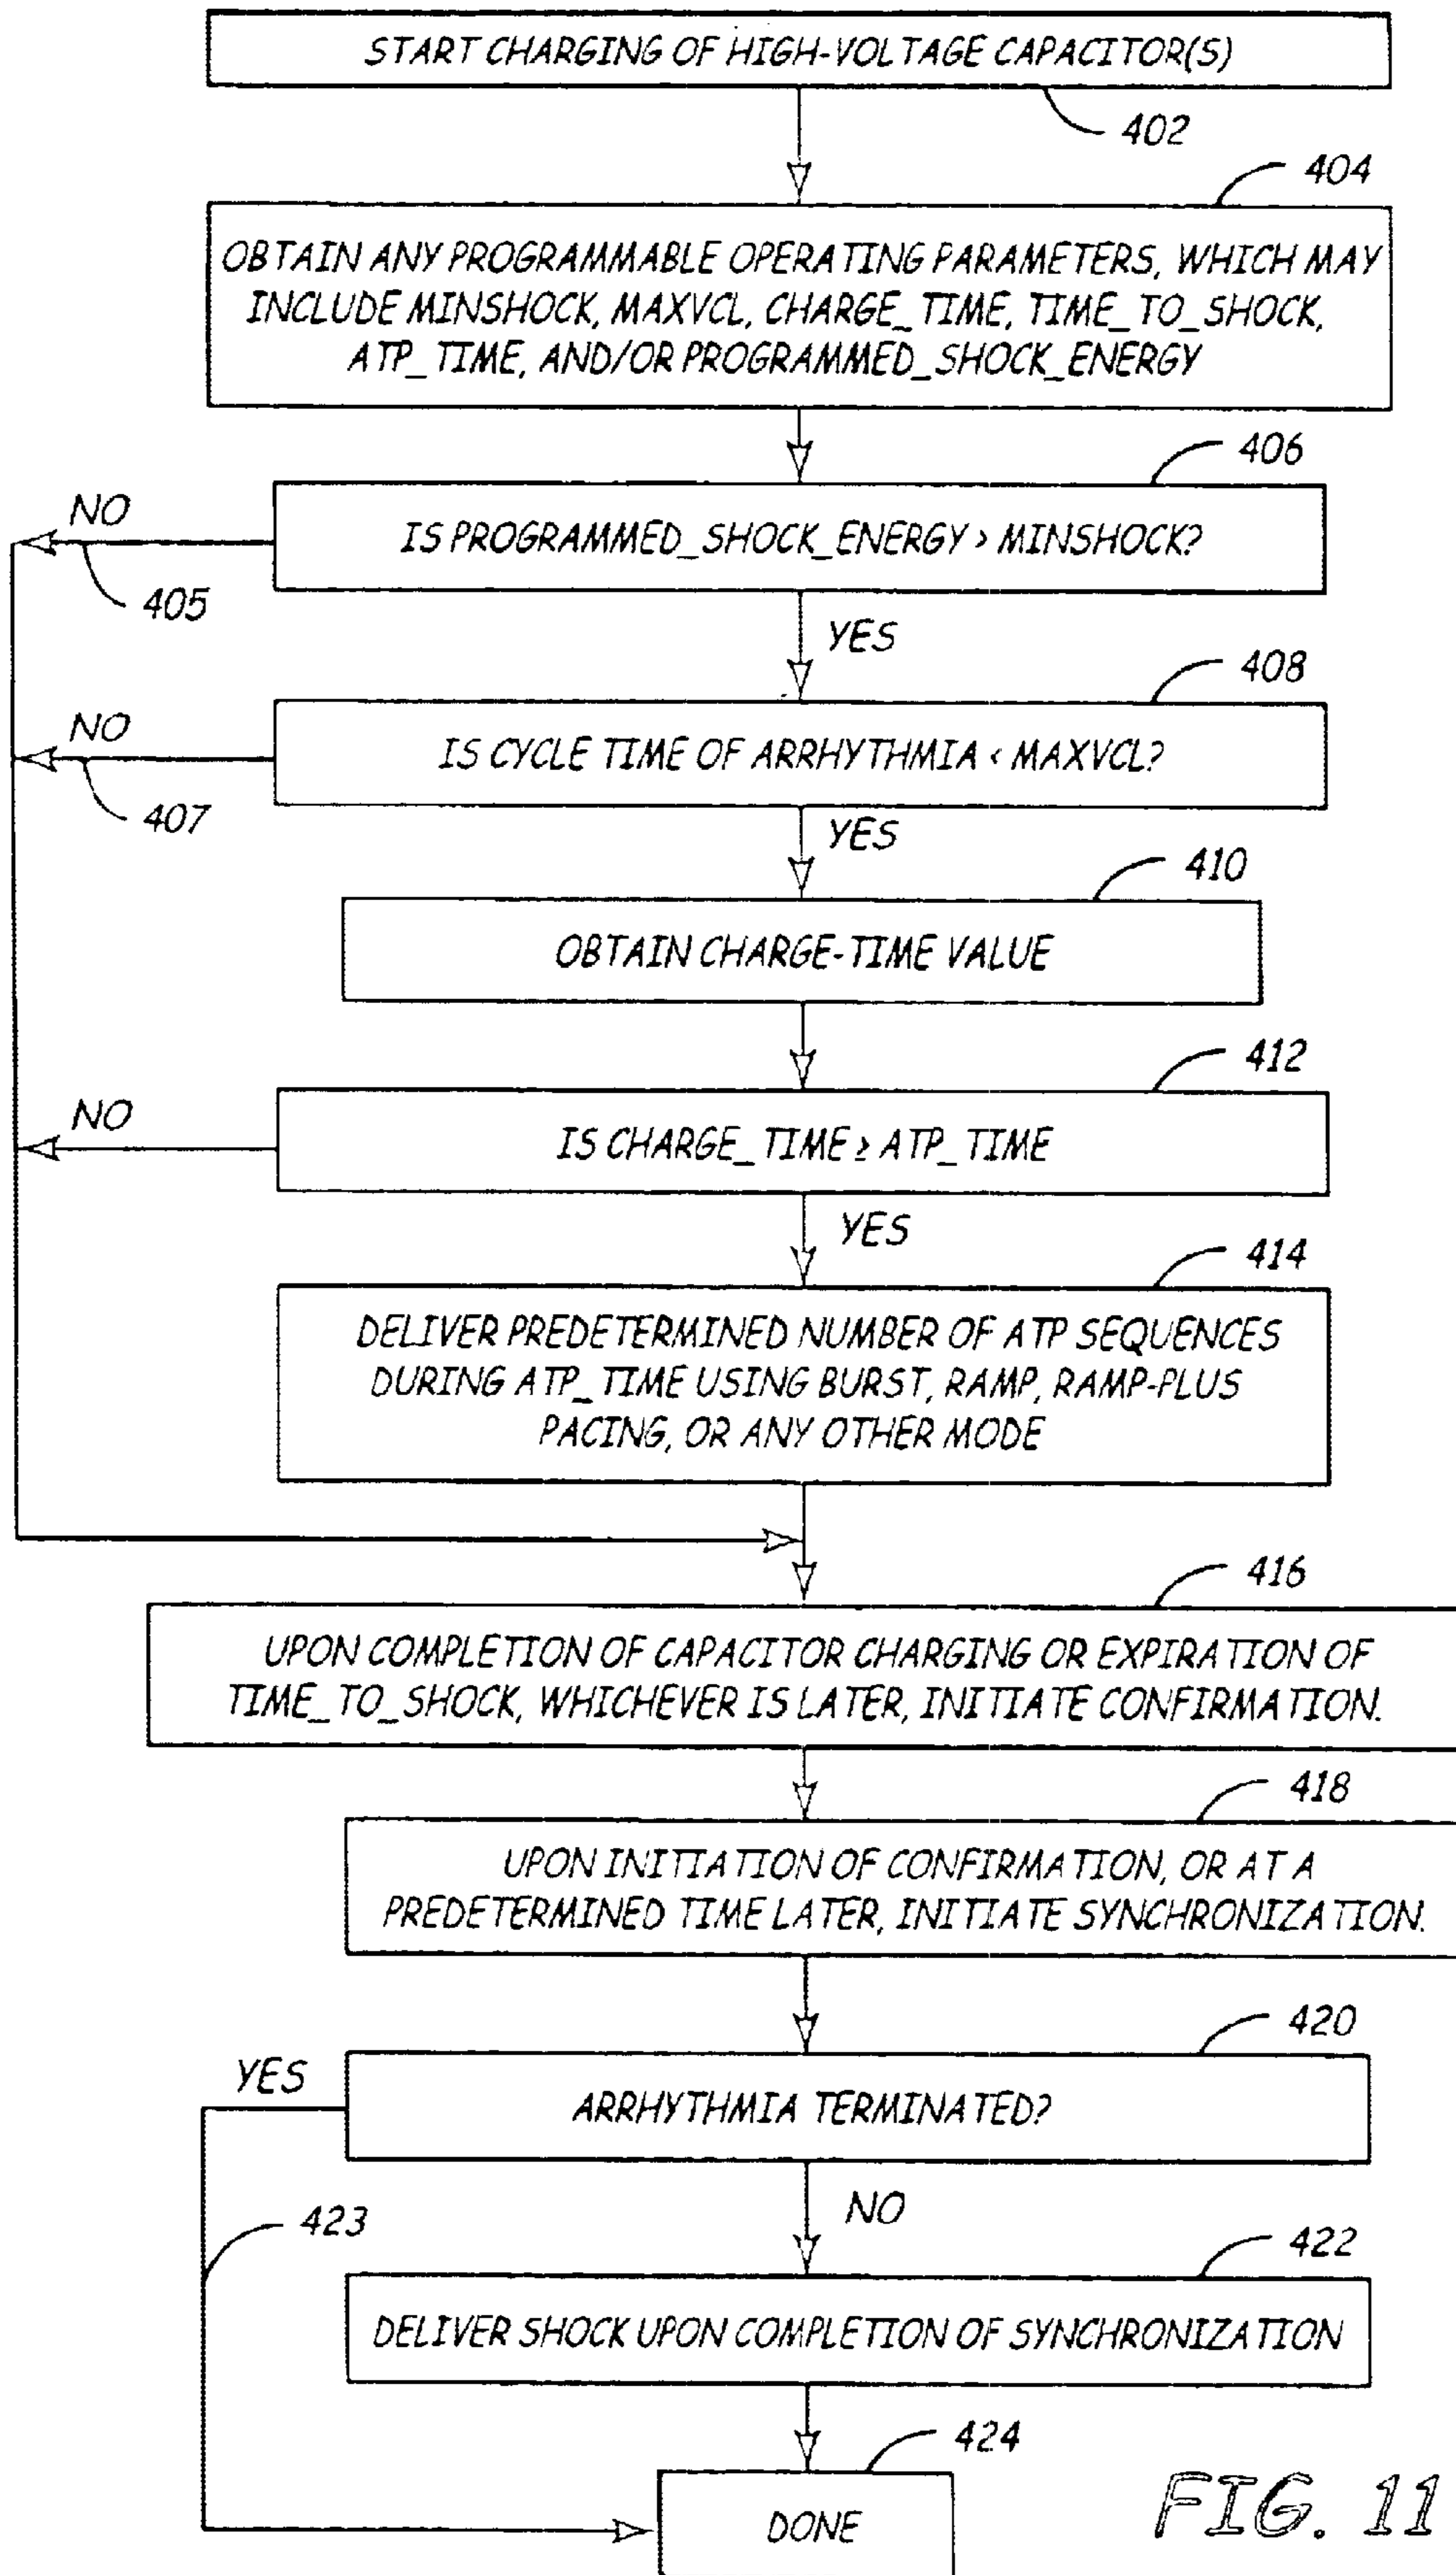 START CHARGING OF HIGH-VOLTAGE CAPACITOR(S)
402
404
OBTAIN ANY PROGRAMMABLE OPERATING PARAMETERS, WHICH MAY
INCLUDE MINSHOCK, MAXVCL, CHARGE_TIME, TIME_TO_SHOCK,
ATP_TIME, AND/OR PROGRAMMED_SHOCK_ENERGY
406
NO
IS PROGRAMMED_SHOCK_ENERGY > MINSHOCK?
405
YES
408
NO
IS CYCLE TIME OF ARRHYTHMIA < MAXVCL?
407
YES
410
OBTAIN CHARGE-TIME VALUE
412
NO
IS CHARGE_TIME ≥ ATP_TIME
YES
414
DELIVER PREDETERMINED NUMBER OF ATP SEQUENCES
DURING ATP_TIME USING BURST, RAMP, RAMP-PLUS
PACING, OR ANY OTHER MODE
416
UPON COMPLETION OF CAPACITOR CHARGING OR EXPIRATION OF
TIME_TO_SHOCK, WHICHEVER IS LATER, INITIATE CONFIRMATION.
418
UPON INITIATION OF CONFIRMATION, OR AT A
PREDETERMINED TIME LATER, INITIATE SYNCHRONIZATION.
420
YES
ARRHYTHMIA TERMINATED?
NO
423
422
DELIVER SHOCK UPON COMPLETION OF SYNCHRONIZATION
424
DONE
FIG. 11